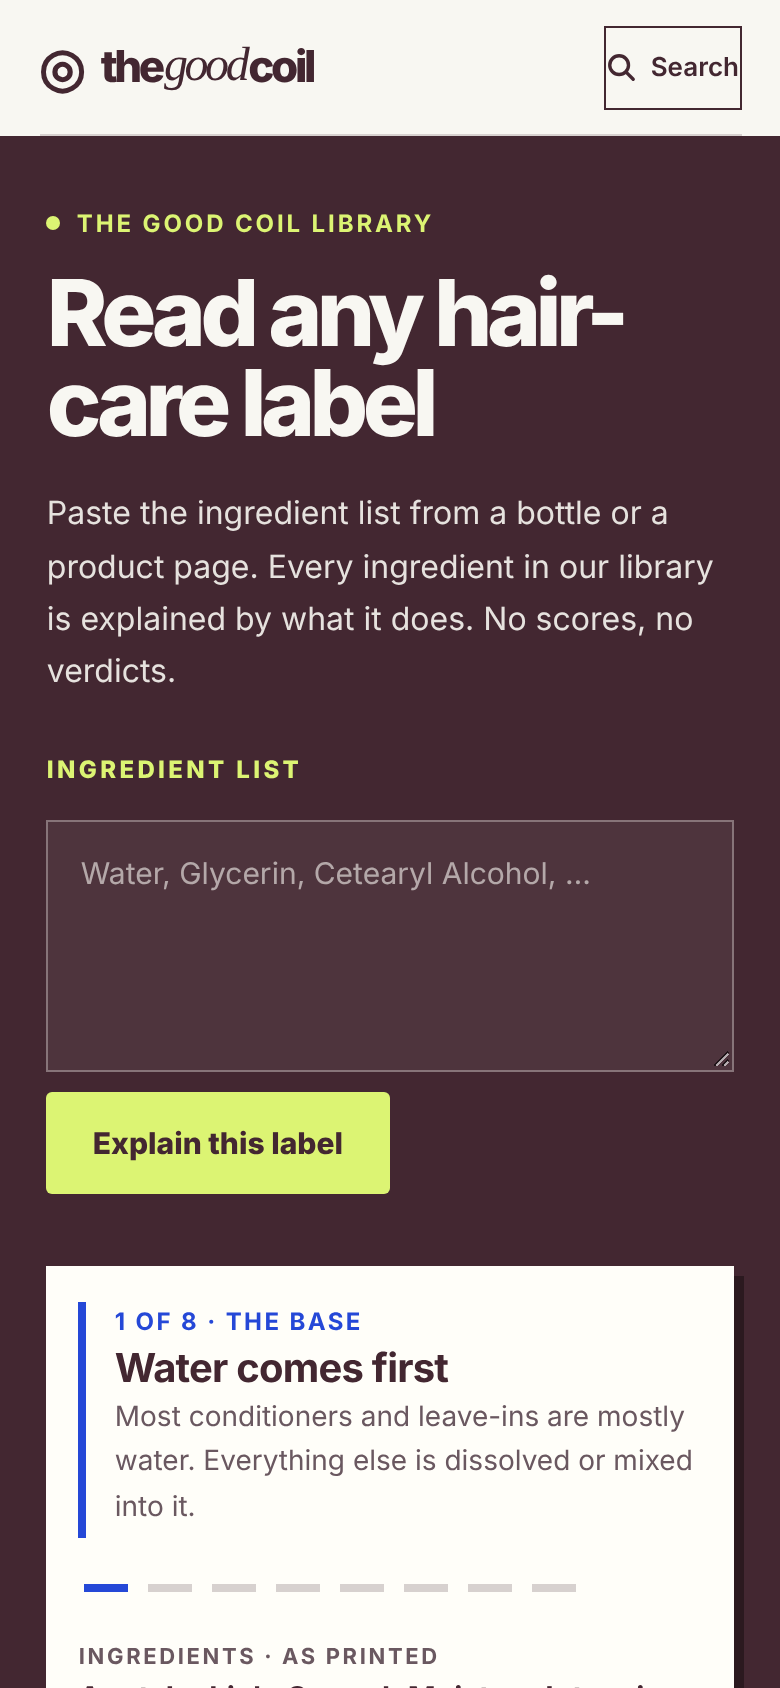 thegoodcoil
Search
THE GOOD COIL LIBRARY
Read any hair-
care label
Paste the ingredient list from a bottle or a
product page. Every ingredient in our library
is explained by what it does. No scores, no
verdicts.
INGREDIENT LIST
Water, Glycerin, Cetearyl Alcohol, ...
Explain this label
1 OF 8 · THE BASE
Water comes first
Most conditioners and leave-ins are mostly
water. Everything else is dissolved or mixed
into it.
INGREDIENTS · AS PRINTED